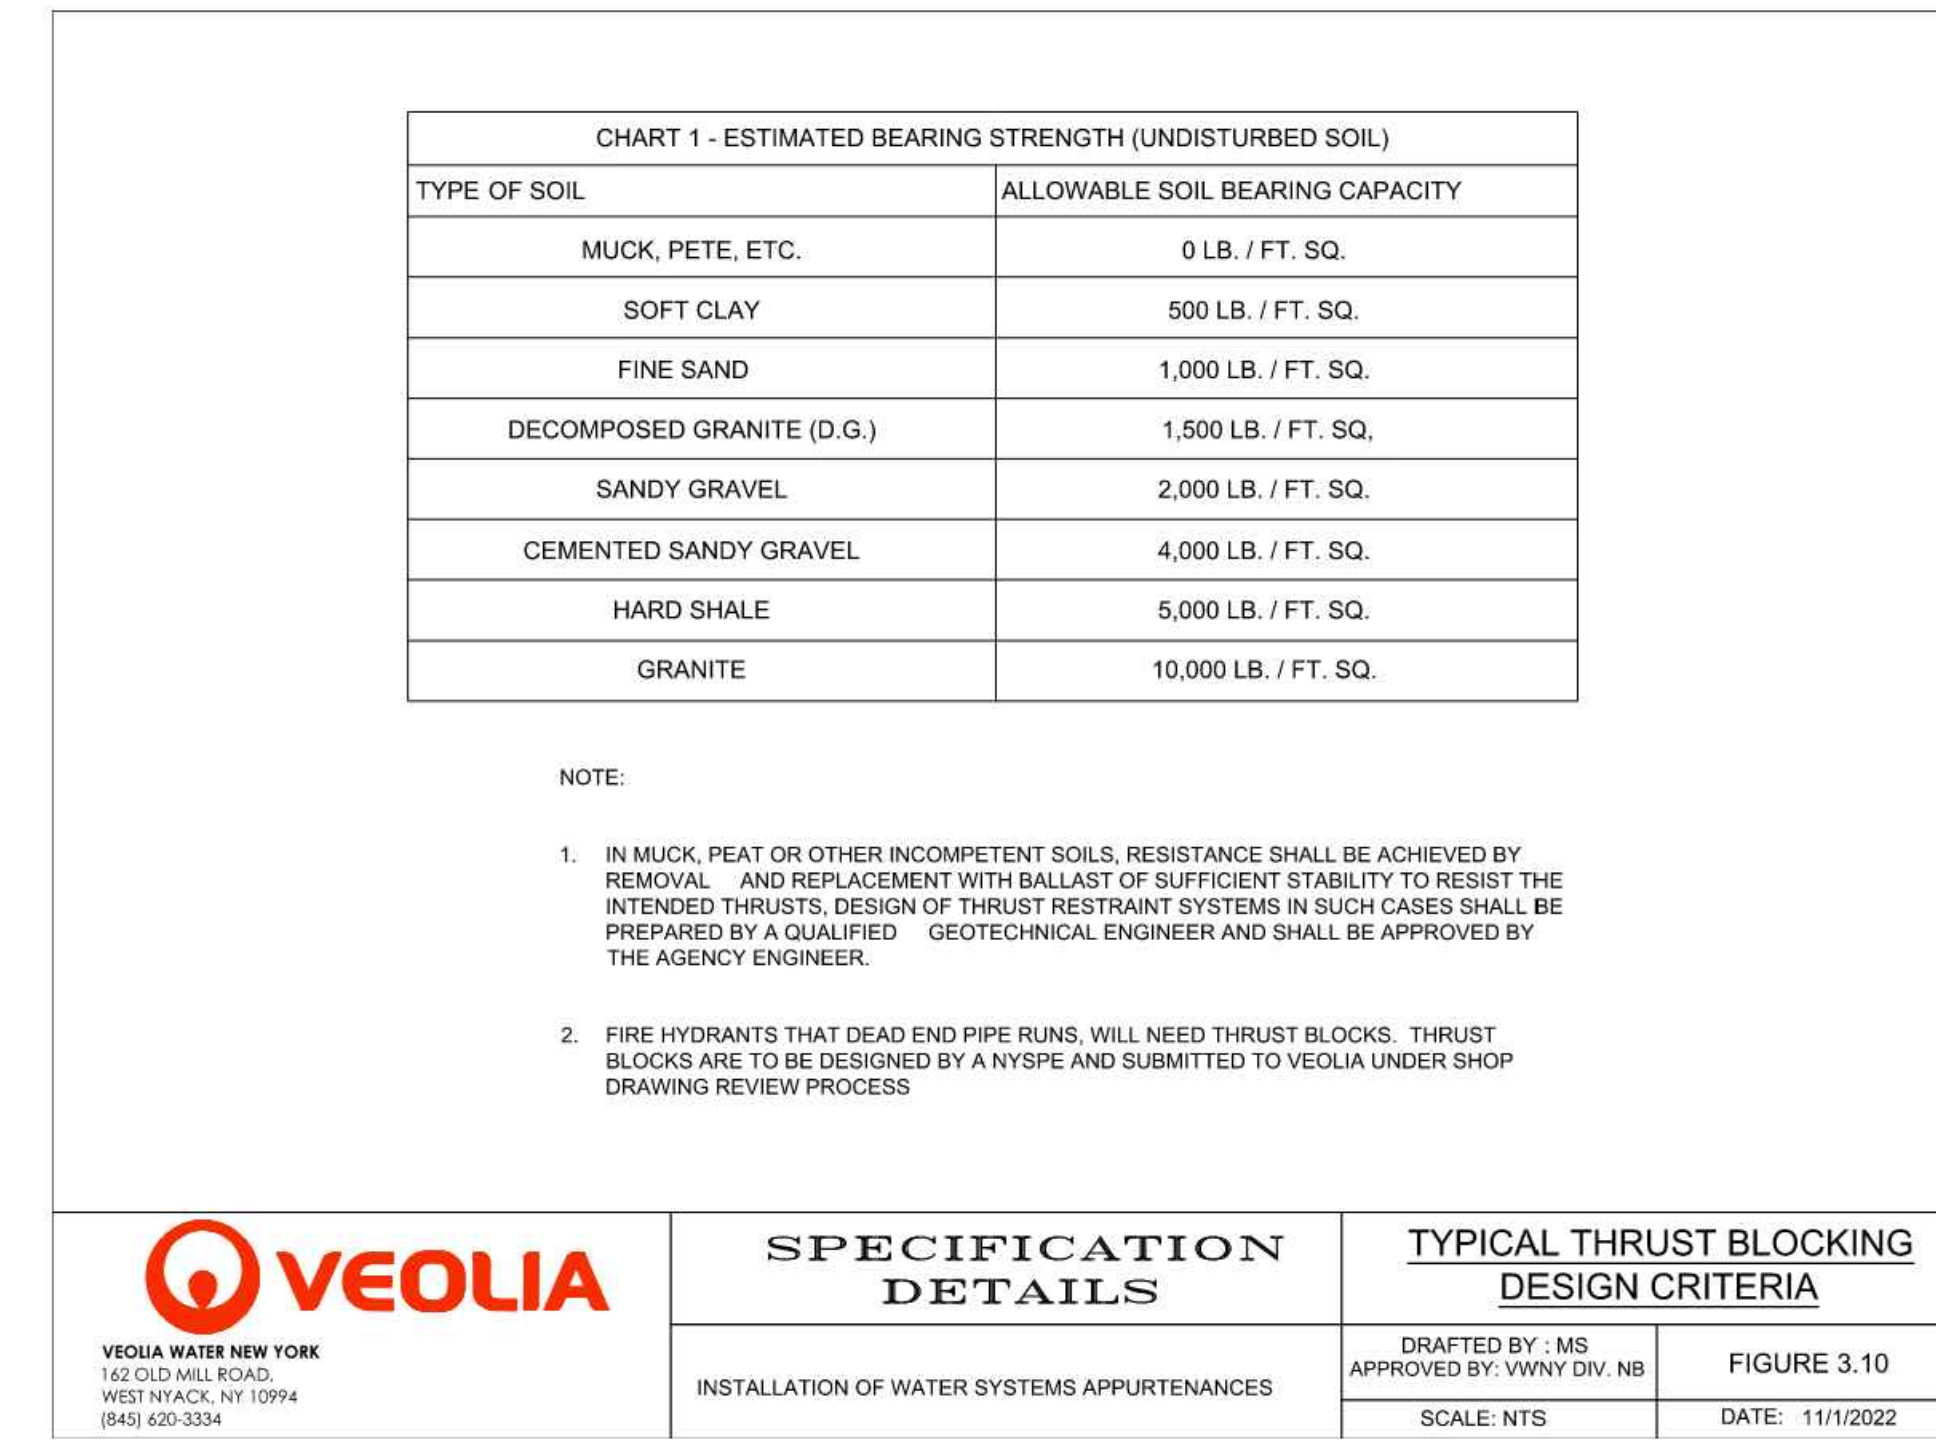 CHART 1 - ESTIMATED BEARING STRENGTH (UNDISTURBED SOIL)
TYPE OF SOIL ALLOWABLE SOIL BEARING CAPACITY
MUCK, PETE, ETC. 0 LB. / FT. SQ.
SOFT CLAY 500 LB. / FT. SQ.
FINE SAND 1,000 LB. / FT. SQ.
DECOMPOSED GRANITE (D.G.) 1,500 LB. / FT. SQ,
SANDY GRAVEL 2,000 LB. / FT. SQ.
CEMENTED SANDY GRAVEL 4,000 LB. / FT. SQ.
HARD SHALE 5,000 LB. / FT. SQ.
GRANITE 10,000 LB. / FT. SQ.
NOTE:
1. IN MUCK, PEAT OR OTHER INCOMPETENT SOILS, RESISTANCE SHALL BE ACHIEVED BY
REMOVAL AND REPLACEMENT WITH BALLAST OF SUFFICIENT STABILITY TO RESIST THE
INTENDED THRUSTS, DESIGN OF THRUST RESTRAINT SYSTEMS IN SUCH CASES SHALL BE
PREPARED BY A QUALIFIED GEOTECHNICAL ENGINEER AND SHALL BE APPROVED BY
THE AGENCY ENGINEER.
2. FIRE HYDRANTS THAT DEAD END PIPE RUNS, WILL NEED THRUST BLOCKS. THRUST
BLOCKS ARE TO BE DESIGNED BY A NYSPE AND SUBMITTED TO VEOLIA UNDER SHOP
DRAWING REVIEW PROCESS
VEOLIA
VEOLIA WATER NEW YORK
162 OLD MILL ROAD,
WEST NYACK, NY 10994
(845) 620-3334
SPECIFICATION
DETAILS
INSTALLATION OF WATER SYSTEMS APPURTENANCES
TYPICAL THRUST BLOCKING
DESIGN CRITERIA
DRAFTED BY : MS
APPROVED BY: VWNY DIV. NB
FIGURE 3.10
SCALE: NTS
DATE: 11/1/2022